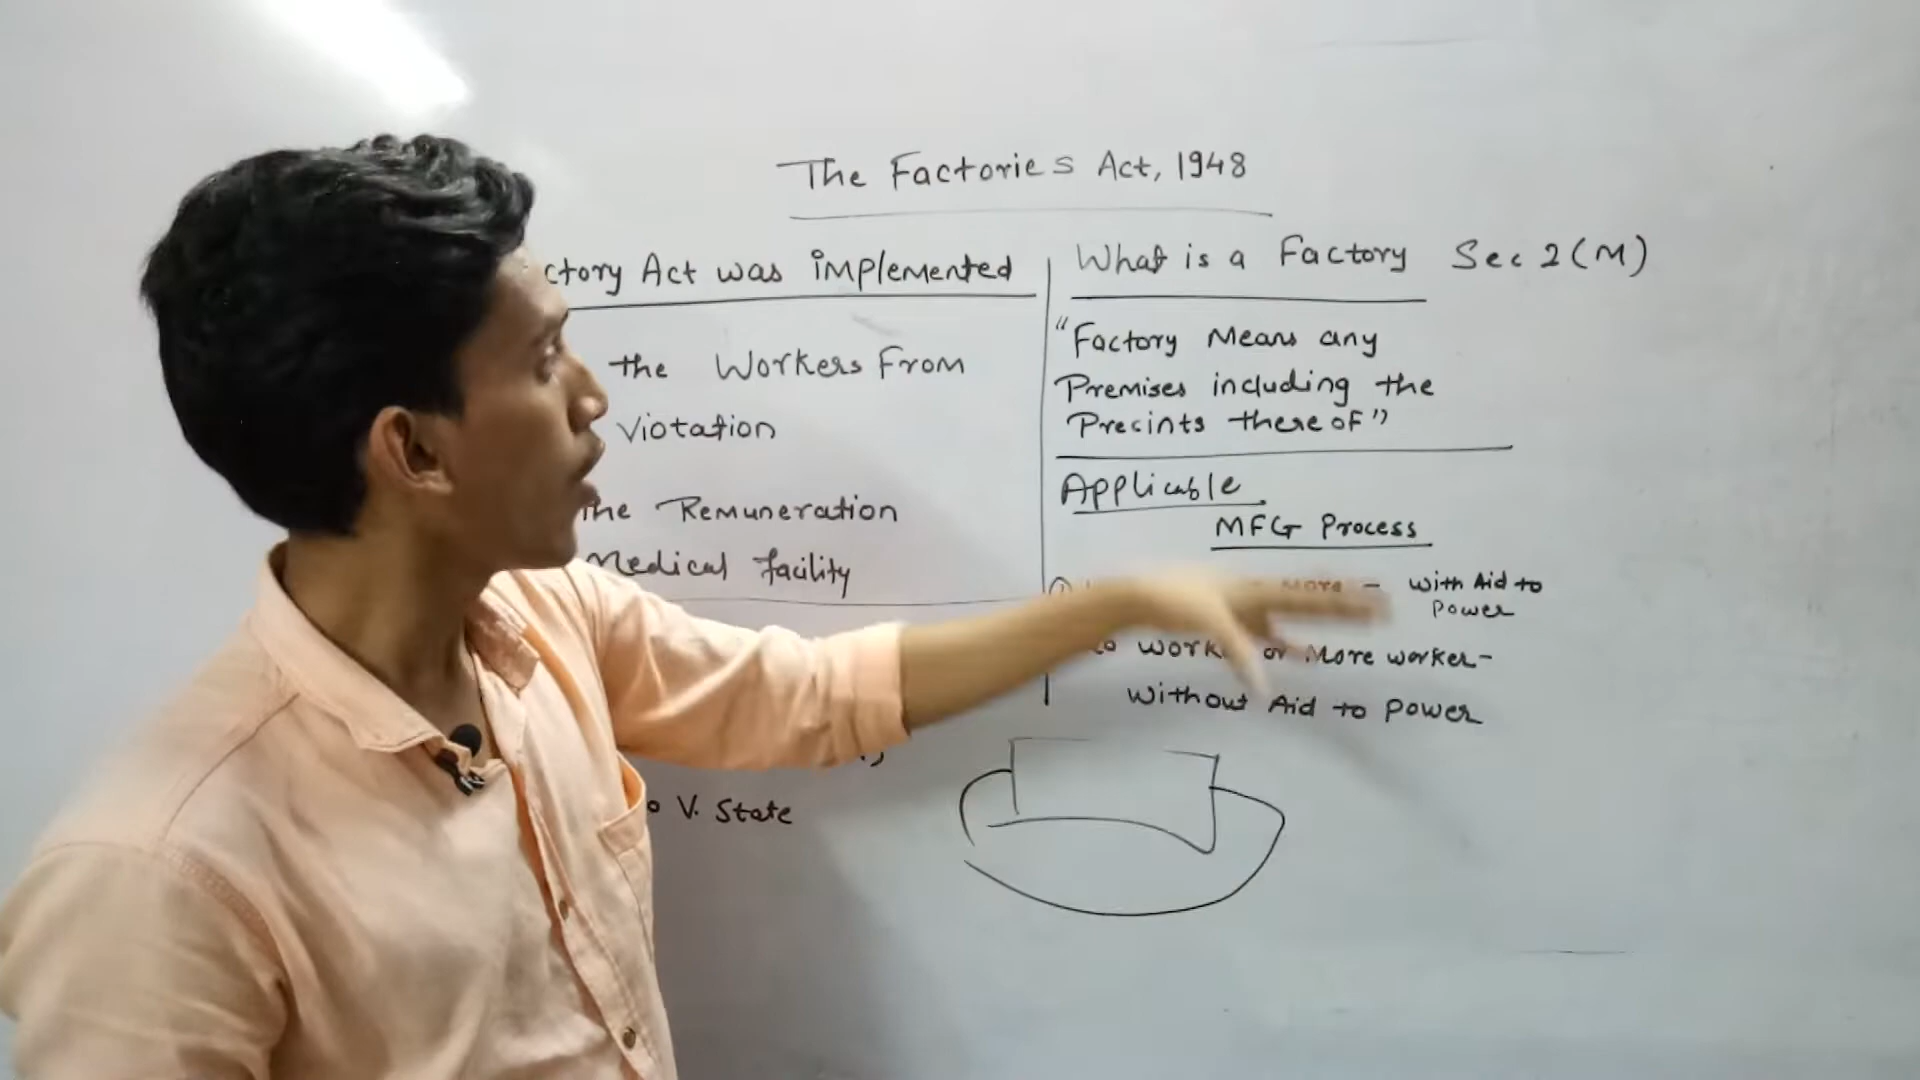 The Factories Act, 1948
ctory Act was implemented
the Workers From
Viotation
the Remuneration
Medical facility
V. State
What is a Factory Sec 2 (M)
"Factory Means any
Premises including the
Precints there of"
Applicable
MFG Process
More - with Aid to
Power
or More worker-
without Aid to power